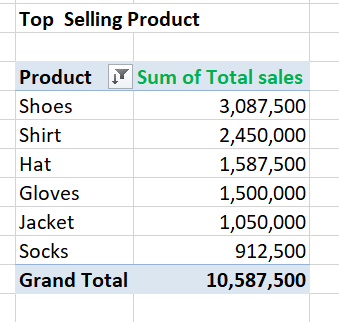 Top  Selling Product
Product Sum of Total sales
Shoes 3,087,500
Shirt 2,450,000
Hat 1,587,500
Gloves 1,500,000
Jacket 1,050,000
Socks 912,500
Grand Total 10,587,500